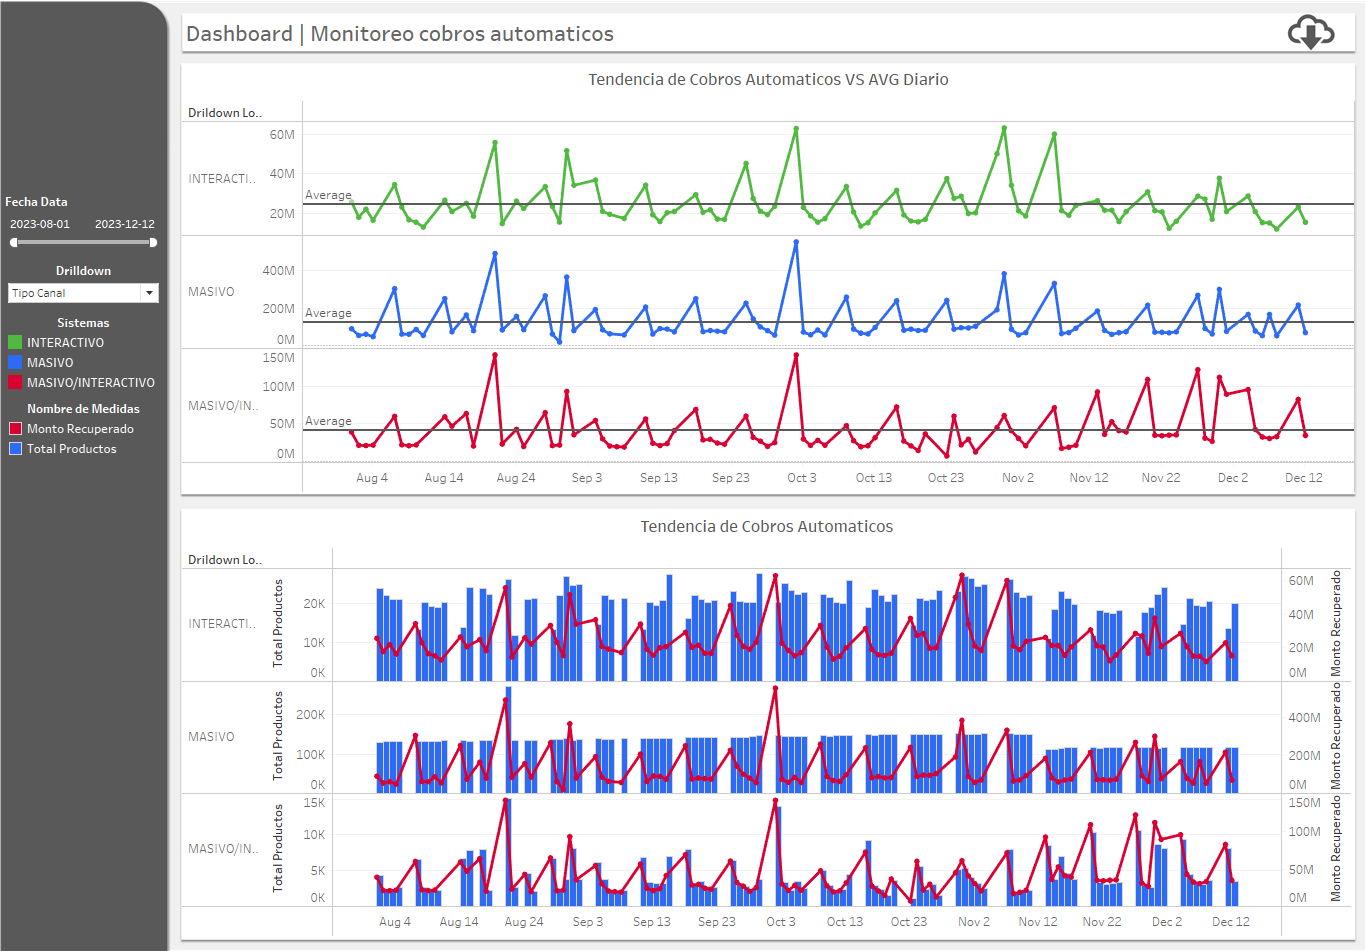 Dashboard | Monitoreo cobros automaticos
Fecha Data
2023-08-01 2023-12-12
Drilldown
Tipo Canal
Sistemas
INTERACTIVO
MASIVO
MASIVO/INTERACTIVO
Nombre de Medidas
Monto Recuperado
Total Productos
Tendencia de Cobros Automaticos VS AVG Diario
Drildown Lo..
INTERACTI..
60M
40M
20M
Average
MASIVO
400M
200M
0M
Average
MASIVO/IN..
150M
100M
50M
0M
Average
Aug 4 Aug 14 Aug 24 Sep 3 Sep 13 Sep 23 Oct 3 Oct 13 Oct 23 Nov 2 Nov 12 Nov 22 Dec 2 Dec 12
Tendencia de Cobros Automaticos
Drildown Lo..
INTERACTI..
Total Productos
20K
10K
0K
60M
40M
20M
0M
Monto Recuperado
MASIVO
Total Productos
200K
100K
0K
400M
200M
0M
Monto Recuperado
MASIVO/IN..
Total Productos
15K
10K
5K
0K
150M
100M
50M
0M
Monto Recuperado
Aug 4 Aug 14 Aug 24 Sep 3 Sep 13 Sep 23 Oct 3 Oct 13 Oct 23 Nov 2 Nov 12 Nov 22 Dec 2 Dec 12